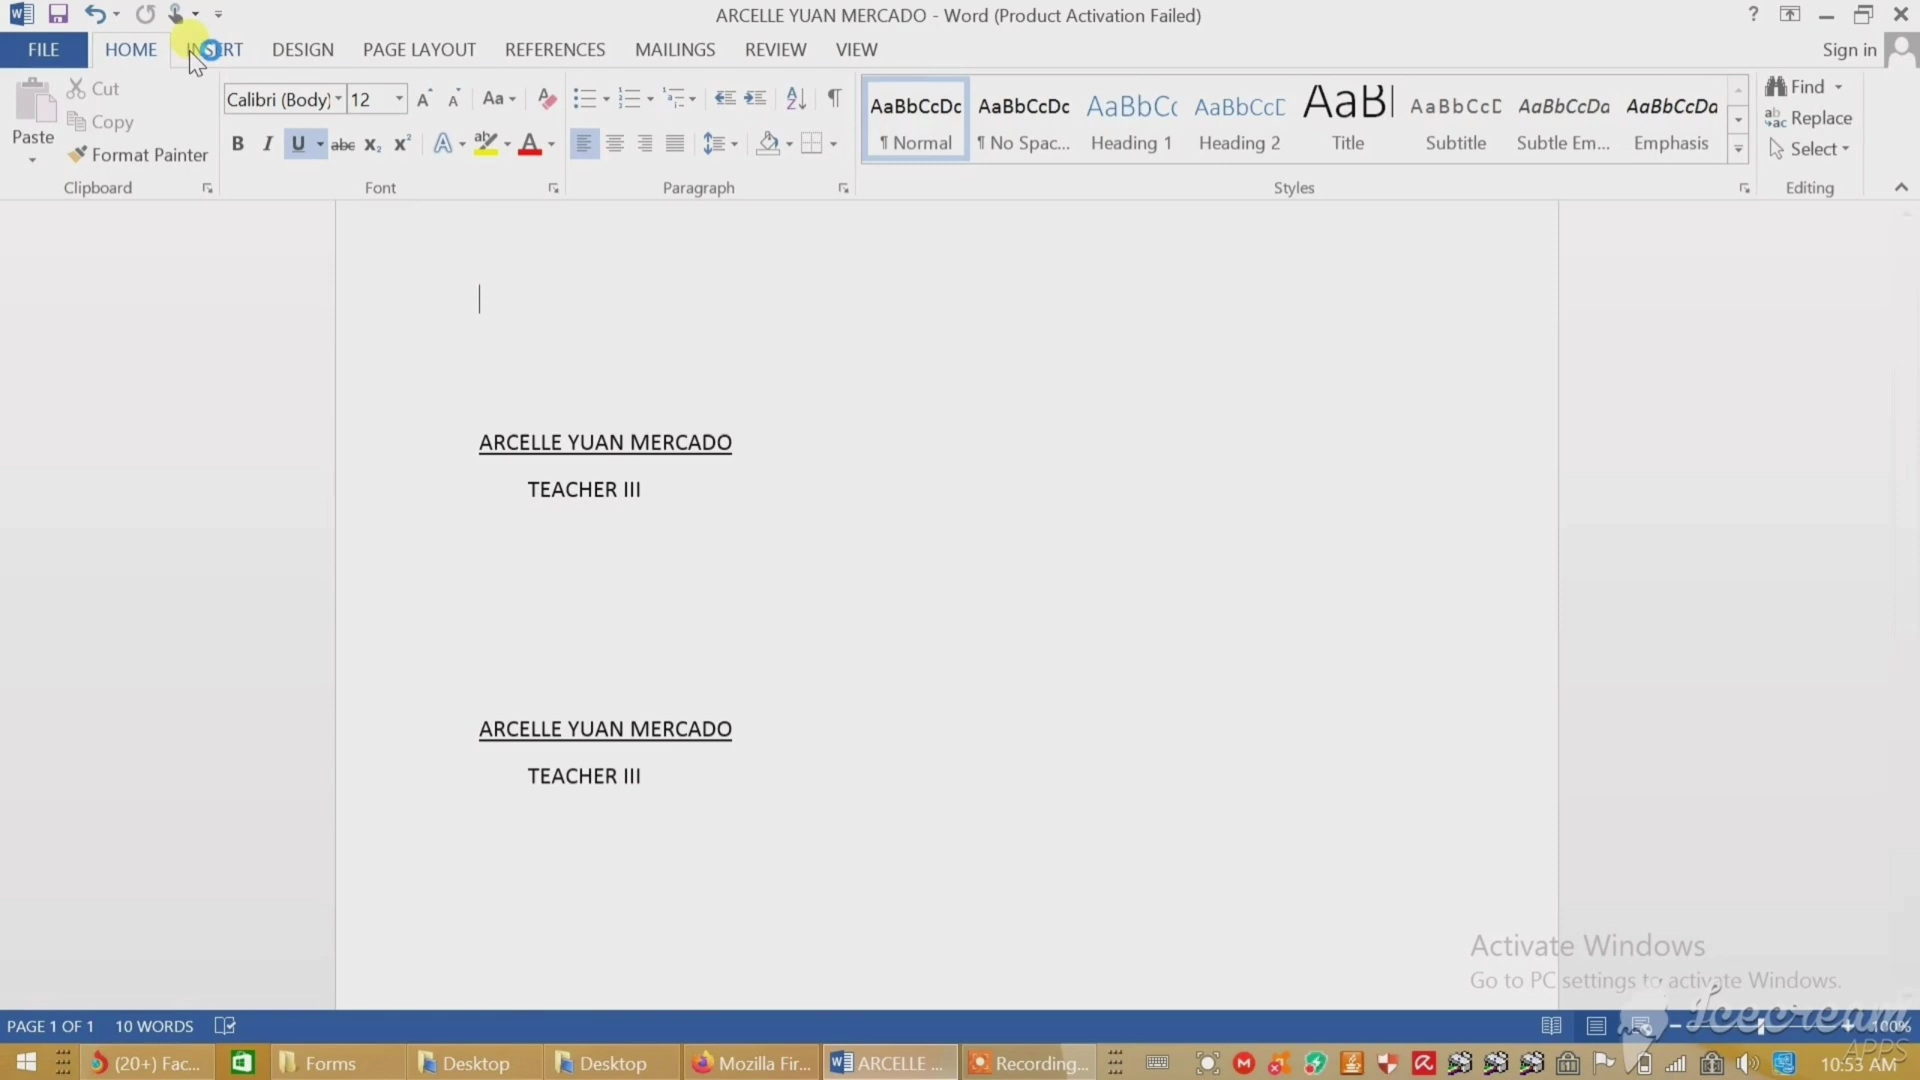 ARCELLE YUAN MERCADO - Word (Product Activation Failed)
FILE HOME INSERT DESIGN PAGE LAYOUT REFERENCES MAILINGS REVIEW VIEW Sign in
Cut
Copy
Format Painter
Paste
Clipboard
Calibri (Body) 12
Font
Paragraph
AaBbCcDc AaBbCcDc AaBbCc AaBbCcD AaBl AaBbCcD AaBbCcDa AaBbCcDa
¶ Normal ¶ No Spac... Heading 1 Heading 2 Title Subtitle Subtle Em... Emphasis
Styles
Find
Replace
Select
Editing
ARCELLE YUAN MERCADO
TEACHER III
ARCELLE YUAN MERCADO
TEACHER III
Activate Windows
Go to PC settings to activate Windows.
Icecream
APPS
PAGE 1 OF 1 10 WORDS 100%
(20+) Fac... Forms Desktop Desktop Mozilla Fir... ARCELLE ... Recording... 10:53 AM